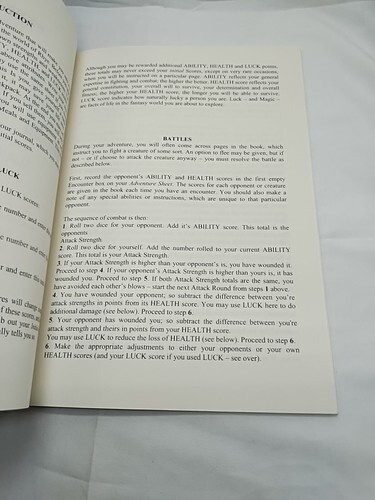 UCTION
Although you may be rewarded additional ABILITY, HEALTH and LUCK points,
these totals may never exceed your initial Scores, except on very rare occasions,
when you will be instructed on a particular page. ABILITY reflects your general
expertise in fighting and combat; the higher the better. HEALTH score reflects your
general constitution, your will to survive, your determination and overall
fitness; the higher your HEALTH score, the longer you will be able to survive.
LUCK score indicates how naturally lucky a person you are. Luck – and Magic –
are facts of life in the fantasy world you are about to explore.
BATTLES
During your adventure, you will often come across pages in the book, which
instruct you to fight a creature of some sort. An option to flee may be given, but if
not – or if choose to attack the creature anyway – you must resolve the battle as
described below.
First, record the opponent's ABILITY and HEALTH scores in the first empty
Encounter box on your Adventure Sheet. The scores for each opponent or creature
are given in the book each time you have an encounter. You should also make a
note of any special abilities or instructions, which are unique to that particular
opponent
The sequence of combat is then:
1. Roll two dice for your opponent. Add it's ABILITY score. This total is the
opponents
Attack Strength.
2. Roll two dice for yourself. Add the number rolled to your current ABILITY
score. This total is your Attack Strength.
3. If your Attack Strength is higher than your opponent's is, you have wounded it.
Proceed to step 4. If your opponent's Attack Strength is higher than yours is, it has
wounded you. Proceed to step 5. If both Attack Strength totals are the same, you
have avoided each other's blows – start the next Attack Round from steps 1 above.
4. You have wounded your opponent; so subtract the difference between you're
attack strengths in points from its HEALTH score. You may use LUCK here to do
additional damage (see below). Proceed to step 6.
5. Your opponent has wounded you; so subtract the difference between you're
attack strength and theirs in points from your HEALTH score.
You may use LUCK to reduce the loss of HEALTH (see below). Proceed to step 6.
6. Make the appropriate adjustments to either your opponents or your own
HEALTH scores (and your LUCK score if you used LUCK – see over).